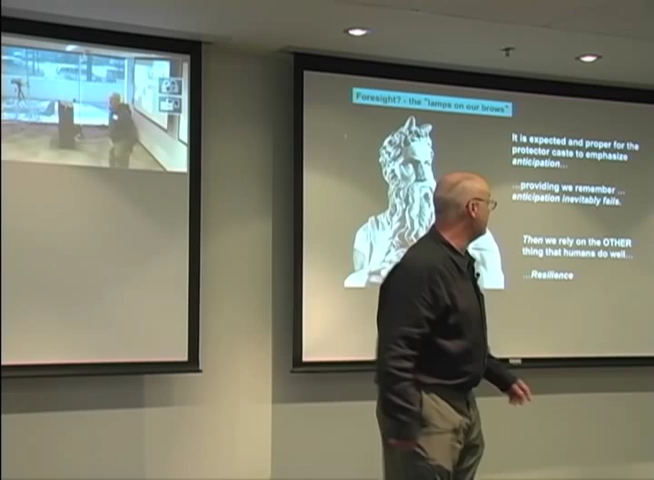 Foresight? - the "lamps on our brows"
It is expected and proper for the
protector caste to emphasize
anticipation...
...providing we remember ...
anticipation inevitably fails.
Then we rely on the OTHER
thing that humans do well...
...Resilience